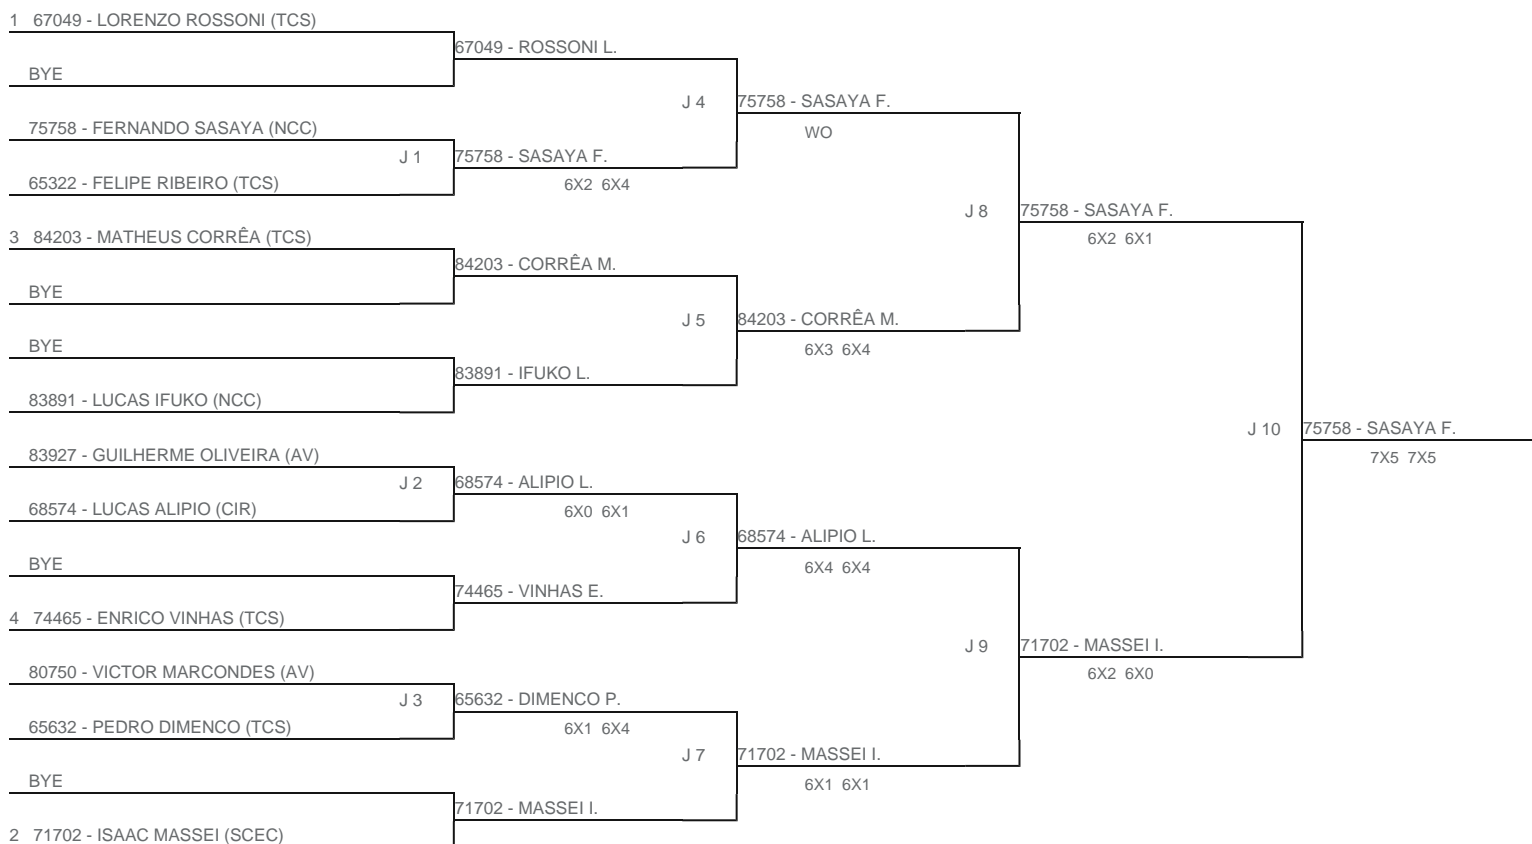 1 67049 - LORENZO ROSSONI (TCS)
67049 - ROSSONI L.
BYE
J 4
75758 - SASAYA F.
WO
75758 - FERNANDO SASAYA (NCC)
J 1
75758 - SASAYA F.
6X2 6X4
65322 - FELIPE RIBEIRO (TCS)
J 8
75758 - SASAYA F.
6X2 6X1
3 84203 - MATHEUS CORRÊA (TCS)
84203 - CORRÊA M.
BYE
J 5
84203 - CORRÊA M.
6X3 6X4
BYE
83891 - IFUKO L.
83891 - LUCAS IFUKO (NCC)
J 10
75758 - SASAYA F.
7X5 7X5
83927 - GUILHERME OLIVEIRA (AV)
J 2
68574 - ALIPIO L.
6X0 6X1
68574 - LUCAS ALIPIO (CIR)
J 6
68574 - ALIPIO L.
6X4 6X4
BYE
74465 - VINHAS E.
4 74465 - ENRICO VINHAS (TCS)
J 9
71702 - MASSEI I.
6X2 6X0
80750 - VICTOR MARCONDES (AV)
J 3
65632 - DIMENCO P.
6X1 6X4
65632 - PEDRO DIMENCO (TCS)
J 7
71702 - MASSEI I.
6X1 6X1
BYE
71702 - MASSEI I.
2 71702 - ISAAC MASSEI (SCEC)